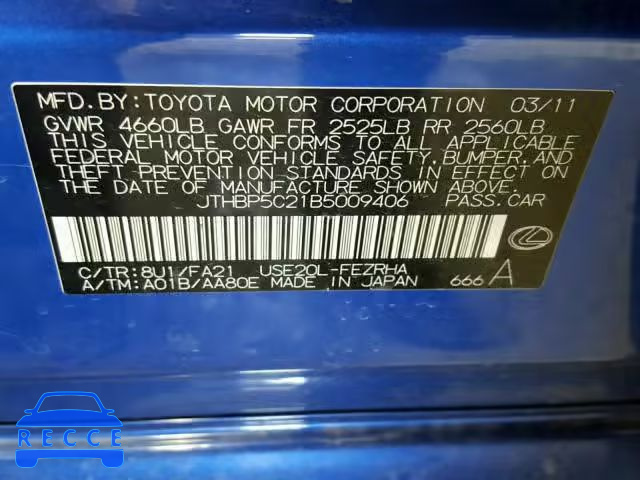 MFD. BY: TOYOTA MOTOR CORPORATION 03/11
GVWR 4660LB GAWR FR 2525LB RR 2560LB
THIS VEHICLE CONFORMS TO ALL APPLICABLE
FEDERAL MOTOR VEHICLE SAFETY, BUMPER, AND
THEFT PREVENTION STANDARDS IN EFFECT ON
THE DATE OF MANUFACTURE SHOWN ABOVE.
JTHBP5C21B5009406 PASS. CAR
C/TR: 8U1/FA21 USE20L-FEZRHA
A/TM: A01B/AA80E MADE IN JAPAN 666 A
RECCE